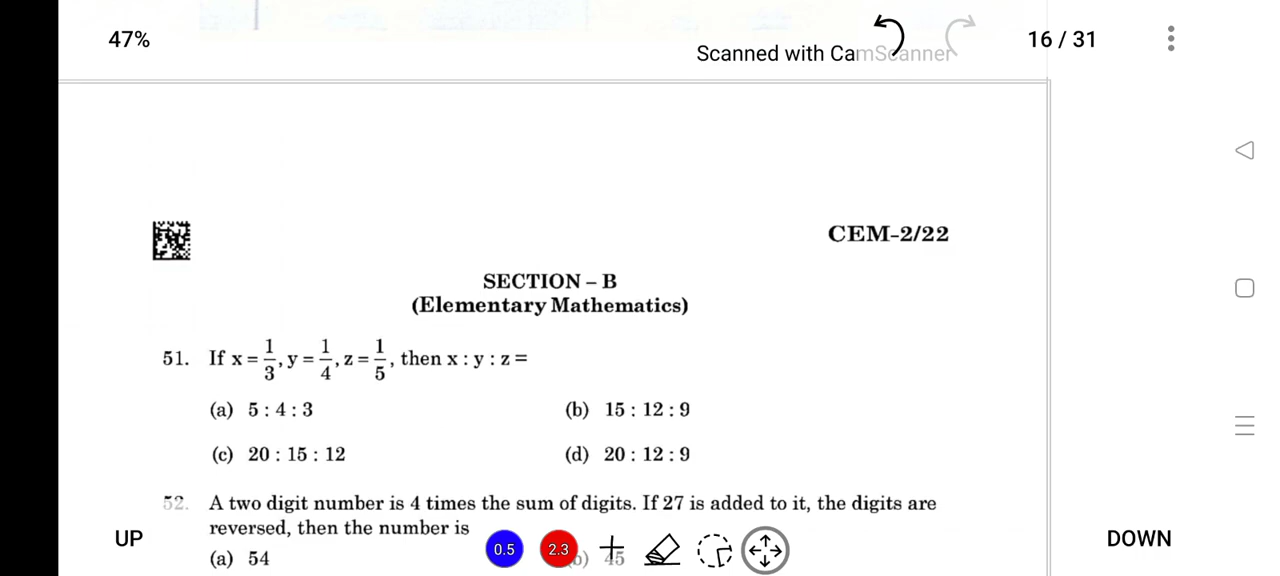 47%
Scanned with CamScanner
16 / 31
CEM-2/22
SECTION – B
(Elementary Mathematics)
51. If x = 1/3, y = 1/4, z = 1/5, then x : y : z =
(a) 5 : 4 : 3 (b) 15 : 12 : 9
(c) 20 : 15 : 12 (d) 20 : 12 : 9
52. A two digit number is 4 times the sum of digits. If 27 is added to it, the digits are
reversed, then the number is
UP
0.5
2.3
DOWN
(a) 54 (b) 45